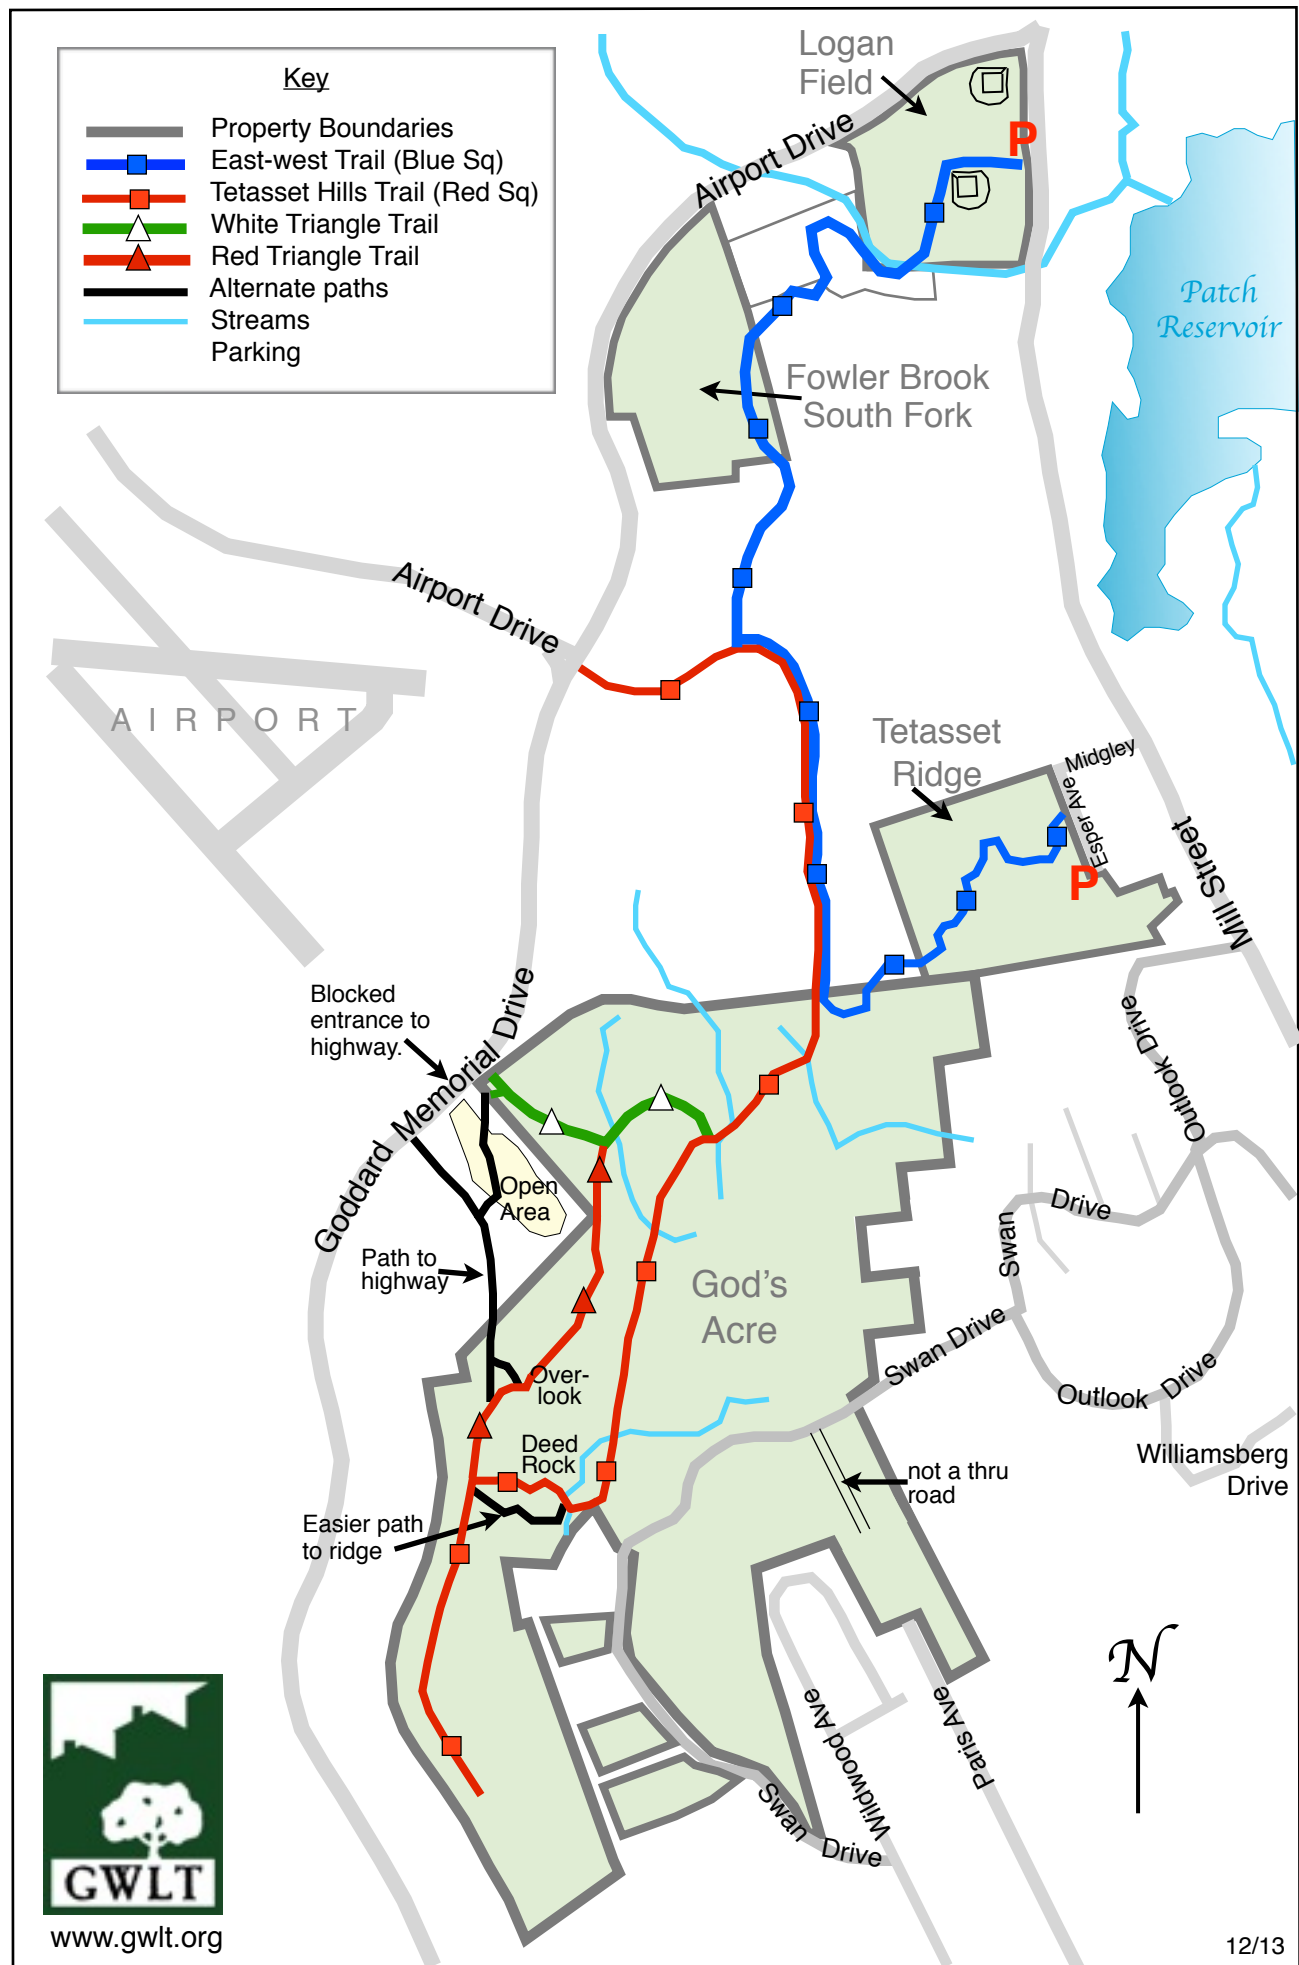 Key
Property Boundaries
East-west Trail (Blue Sq)
Tetasset Hills Trail (Red Sq)
White Triangle Trail
Red Triangle Trail
Alternate paths
Streams
Parking
Logan
Field
P
Airport Drive
Patch
Reservoir
Fowler Brook
South Fork
Airport Drive
AIRPORT
Tetasset
Ridge
Midgley
Esper Ave
P
Mill Street
Blocked
entrance to
highway.
Goddard Memorial Drive
Outlook Drive
Open
Area
Swan
Drive
Path to
highway
God's
Acre
Swan Drive
Over-
look
Outlook Drive
Deed
Rock
Williamsberg
Drive
not a thru
road
Easier path
to ridge
N
Wildwood Ave
Paris Ave
Swan Drive
GWLT
www.gwlt.org
12/13